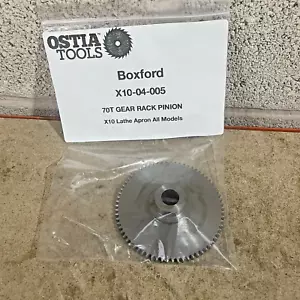 OSTIA
TOOLS
Boxford
X10-04-005
70T GEAR RACK PINION
X10 Lathe Apron All Models